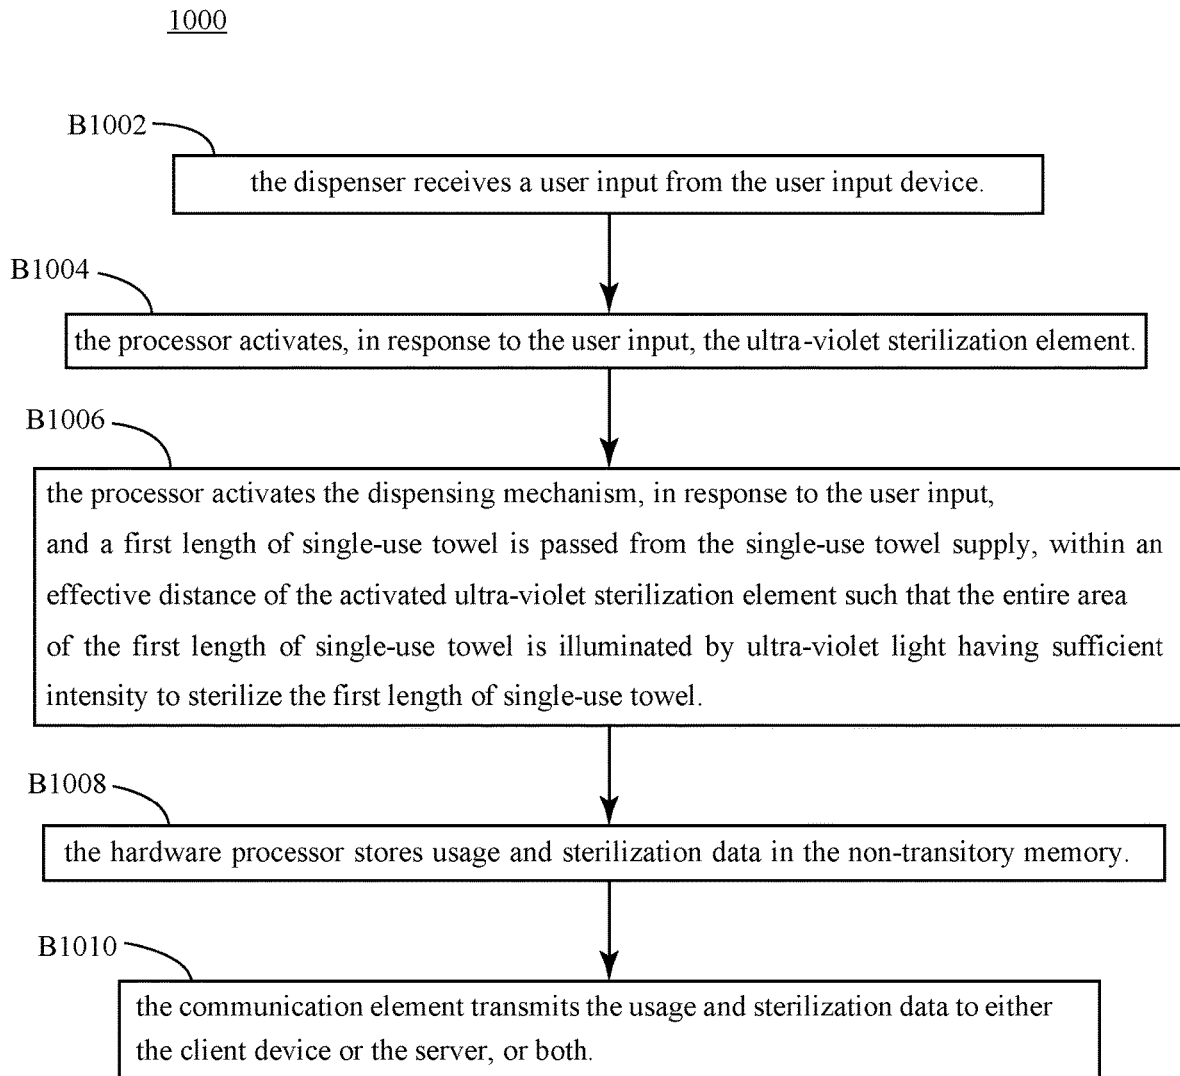 1000
B1002
the dispenser receives a user input from the user input device.
B1004
the processor activates, in response to the user input, the ultra-violet sterilization element.
B1006
the processor activates the dispensing mechanism, in response to the user input,
and a first length of single-use towel is passed from the single-use towel supply, within an
effective distance of the activated ultra-violet sterilization element such that the entire area
of the first length of single-use towel is illuminated by ultra-violet light having sufficient
intensity to sterilize the first length of single-use towel.
B1008
the hardware processor stores usage and sterilization data in the non-transitory memory.
B1010
the communication element transmits the usage and sterilization data to either
the client device or the server, or both.